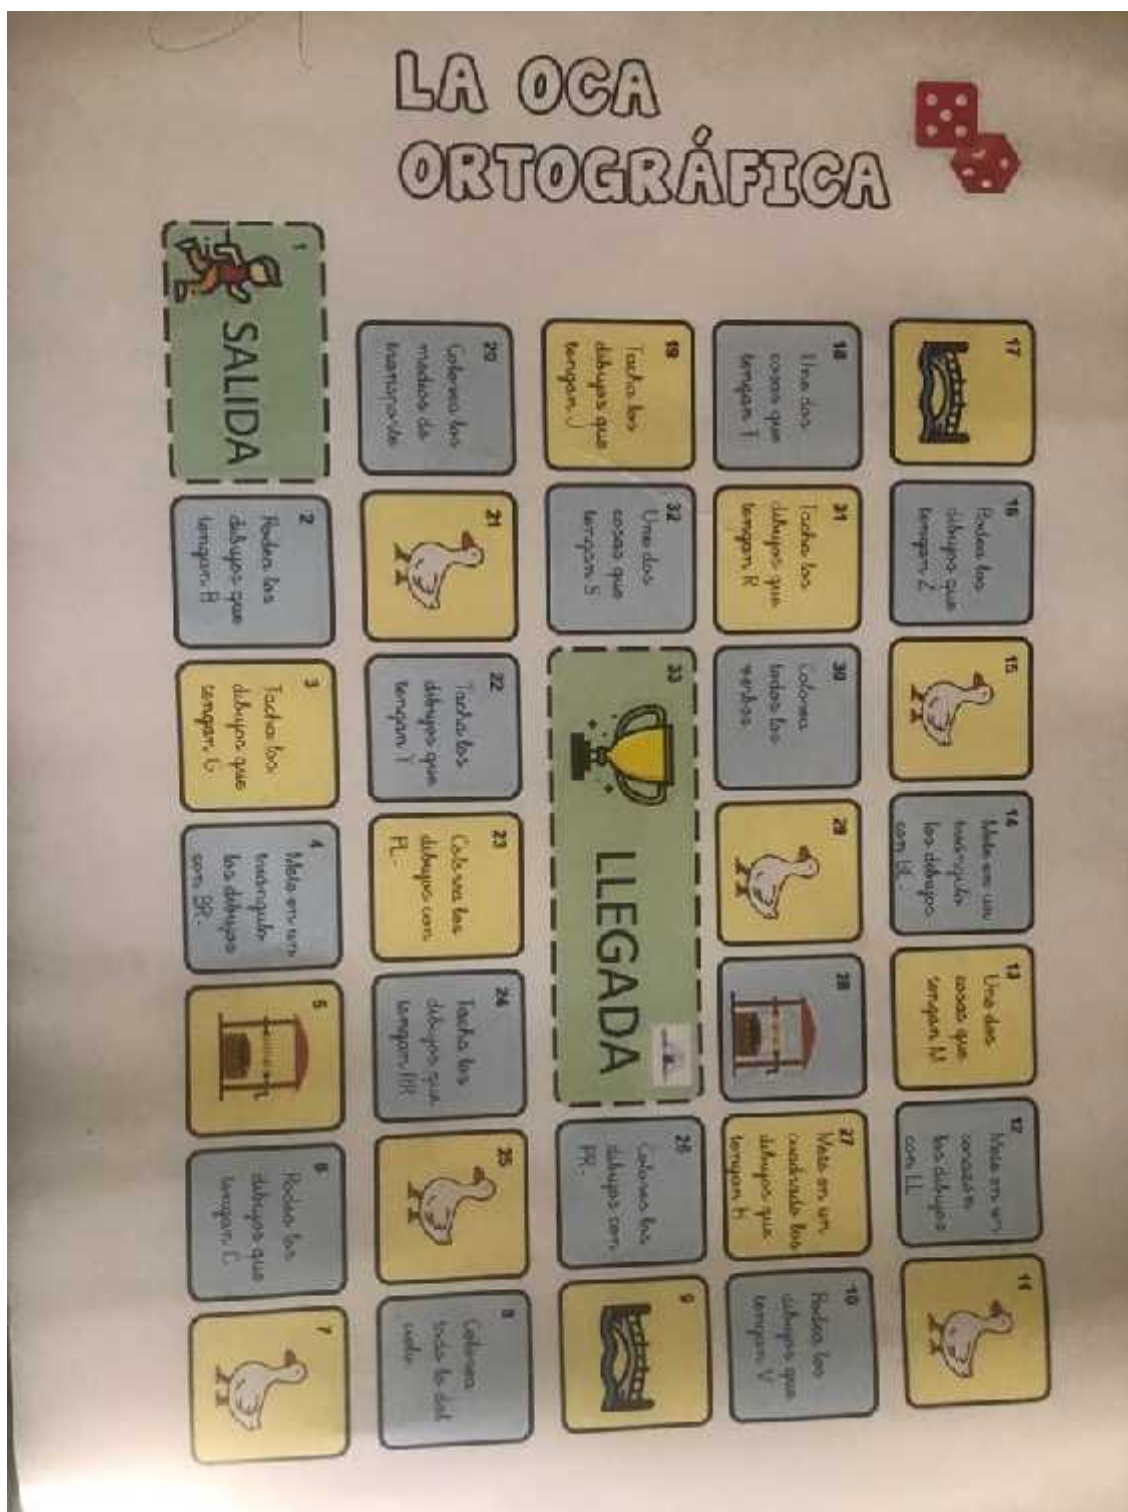 LA OCA
ORTOGRÁFICA
1
SALIDA
2
Rodea los
dibujos que
tengan B
3
Tacha los
dibujos que
tengan G
4
Mete en un
triángulo
los dibujos
con BR-
5
6
Rodea los
dibujos que
tengan C
7
8
Colorea
todo lo del
cielo
9
10
Rodea los
dibujos que
tengan V
11
12
Mete en un
corazón
los dibujos
con LL
13
Une dos
cosas que
tengan M
14
Mete en un
triángulo
los dibujos
con
15
16
Rodea los
dibujos que
tengan Z
17
18
Une dos
cosas que
tengan
19
Tacha los
dibujos que
tengan J
20
Colorea los
medios de
transporte
21
22
Tacha los
dibujos que
tengan Y
23
Colorea los
dibujos con
PL-
24
Tacha los
dibujos que
tengan RR
25
26
Colorea los
dibujos con
PR-
27
Mete en un
cuadrado los
dibujos que
tengan H
28
29
30
Colorea
todos los
verbos
31
Tacha los
dibujos que
tengan R
32
Une dos
cosas que
tengan S
33
LLEGADA